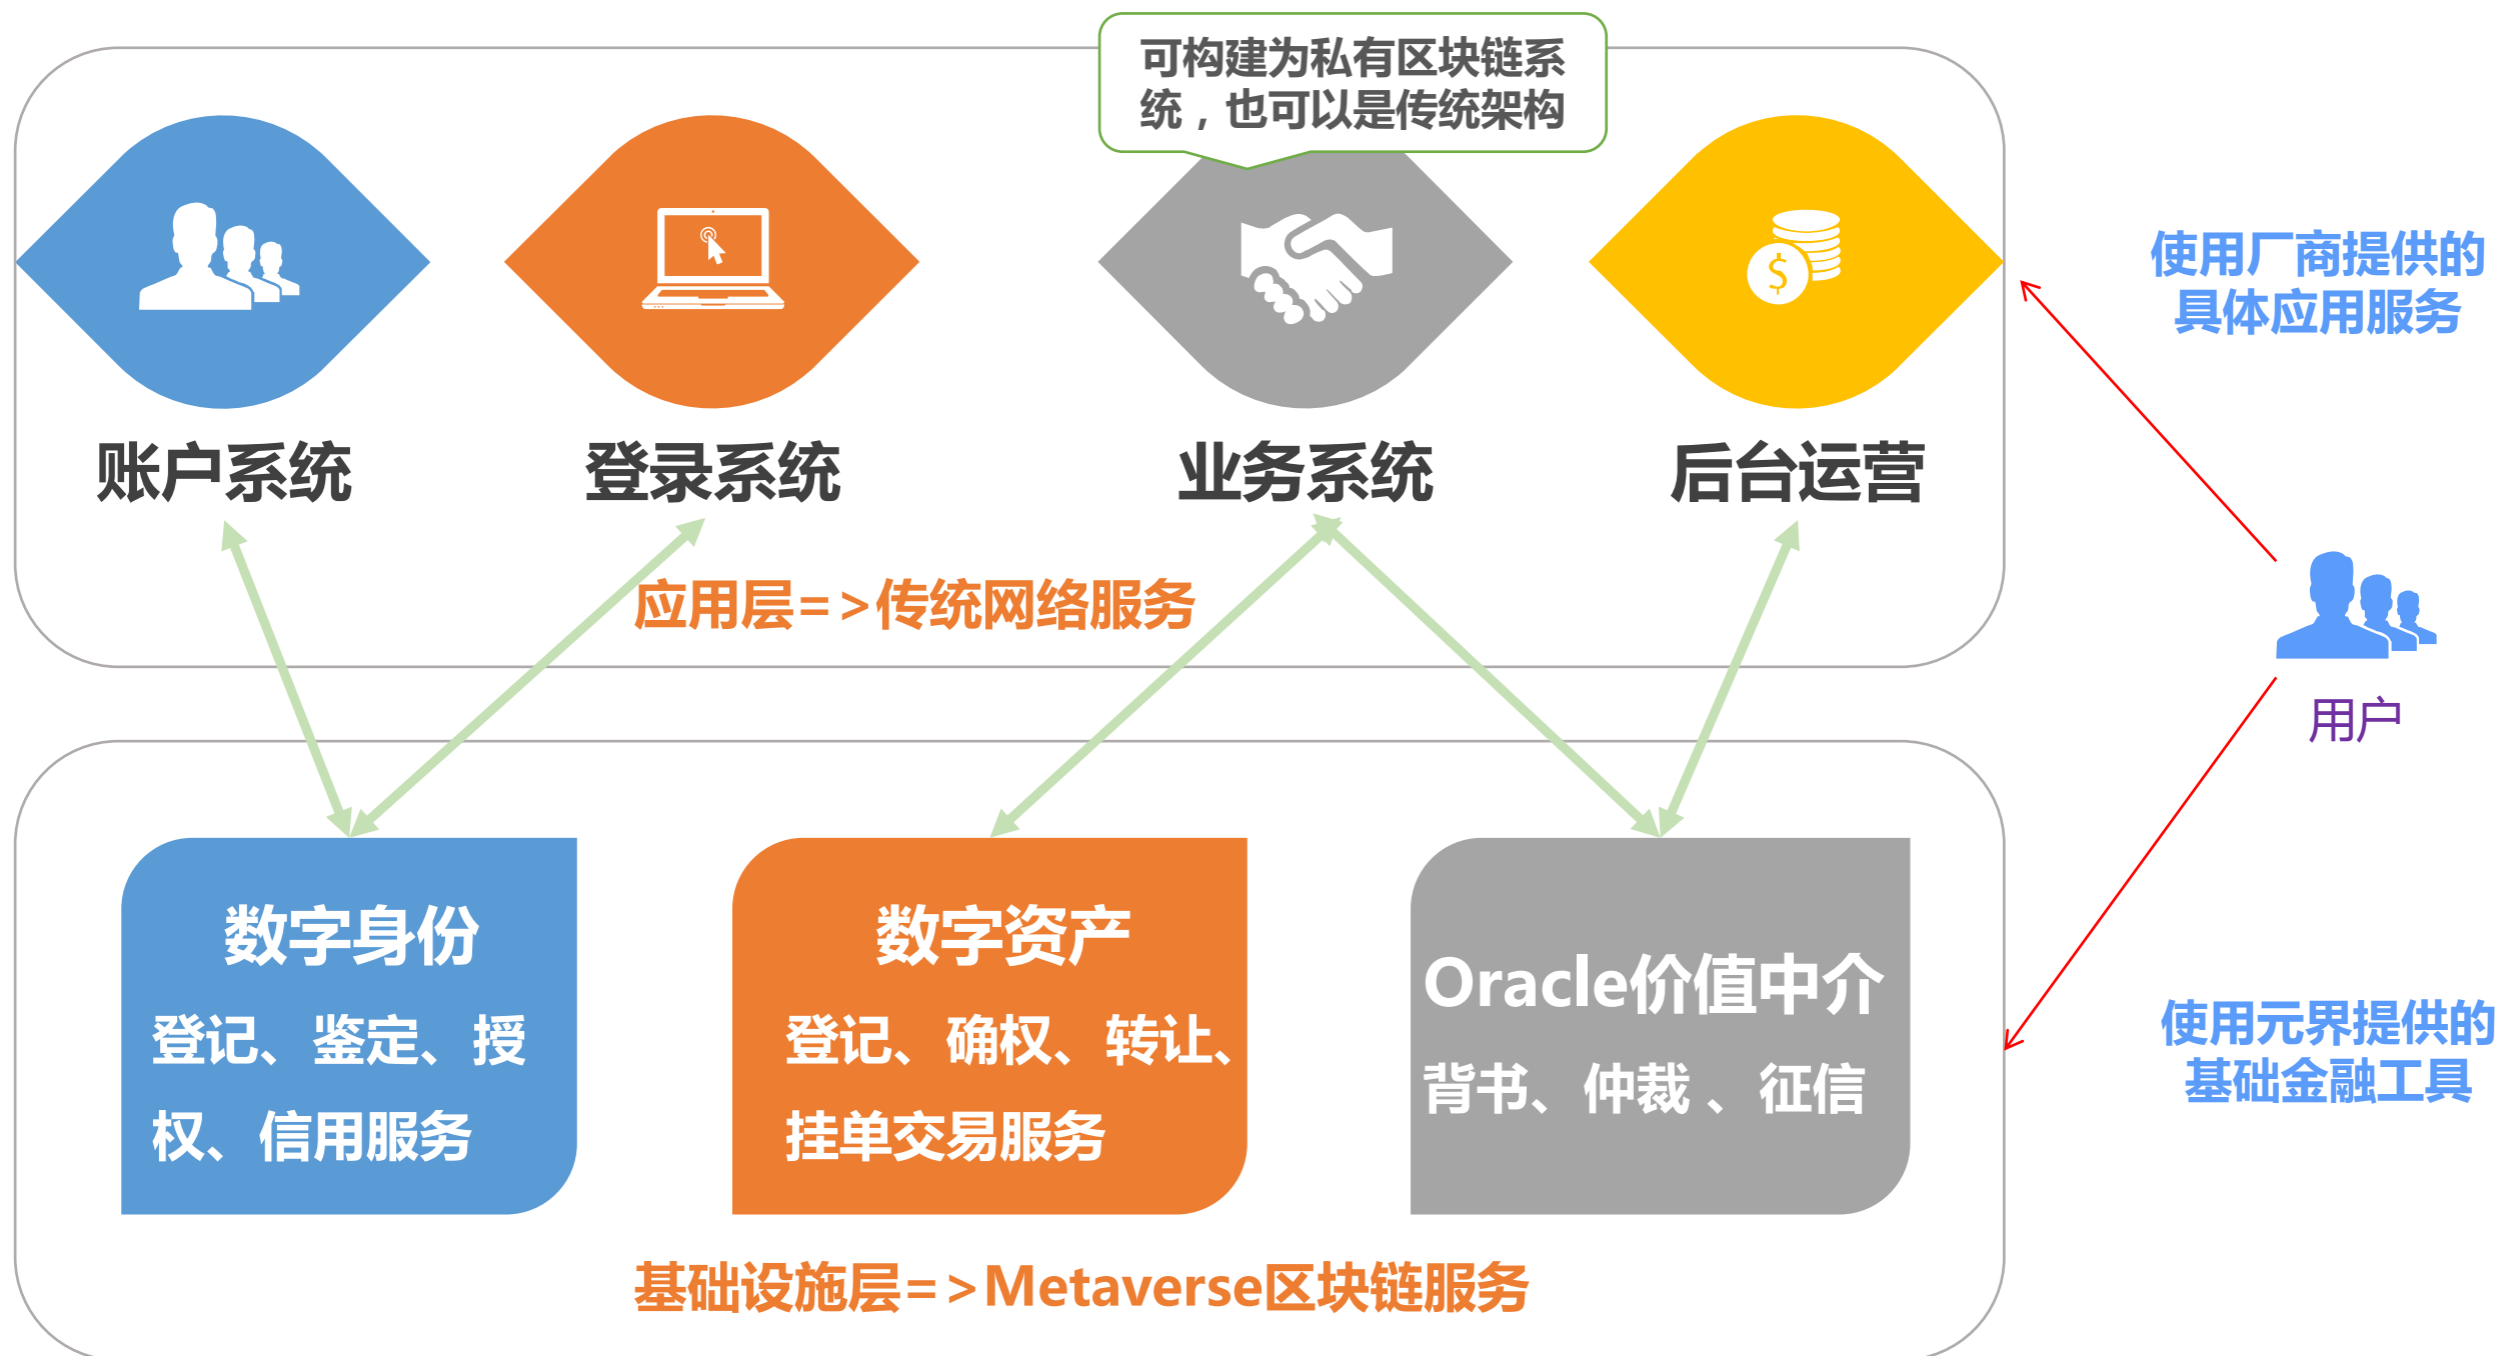 可构建为私有区块链系
统，也可以是传统架构
使用厂商提供的
具体应用服务
账户系统
登录系统
业务系统
后台运营
应用层=>传统网络服务
用户
数字身份
登记、鉴定、授
权、信用服务
数字资产
登记、确权、转让、
挂单交易服务
Oracle价值中介
背书、仲裁 、征信
使用元界提供的
基础金融工具
基础设施层=>Metaverse区块链服务